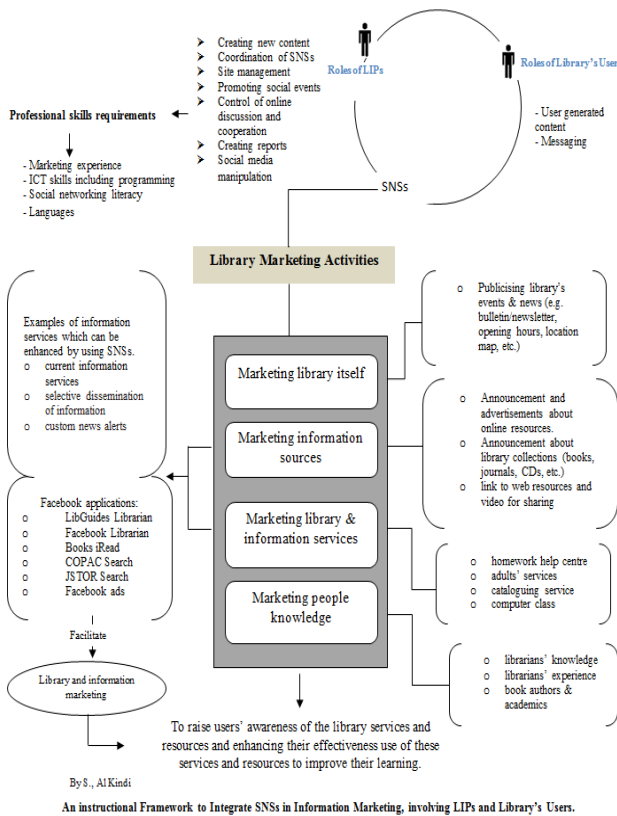 Creating new content
Coordination of SNSs
Site management
Promoting social events
Control of online
discussion and
cooperation
Creating reports
Social media
manipulation
Roles of LIPs
Roles of Library's User
- User generated
content
- Messaging
SNSs
Professional skills requirements
- Marketing experience
- ICT skills including programming
- Social networking literacy
- Languages
Library Marketing Activities
Examples of information
services which can be
enhanced by using SNSs.
o current information
services
o selective dissemination
of information
o custom news alerts
Facebook applications:
o LibGuides Librarian
o Facebook Librarian
o Books iRead
o COPAC Search
o JSTOR Search
o Facebook ads
Facilitate
Library and information
marketing
Marketing library itself
Marketing information
sources
Marketing library &
information services
Marketing people
knowledge
o Publicising library's
events & news (e.g.
bulletin/newsletter,
opening hours, location
map, etc.)
o Announcement and
advertisements about
online resources.
o Announcement about
library collections (books,
journals, CDs, etc.)
o link to web resources and
video for sharing
o homework help centre
o adults' services
o cataloguing service
o computer class
o librarians' knowledge
o librarians' experience
o book authors &
academics
To raise users' awareness of the library services and
resources and enhancing their effectiveness use of these
services and resources to improve their learning.
By S., Al Kindi
An instructional Framework to Integrate SNSs in Information Marketing, involving LIPs and Library's Users.